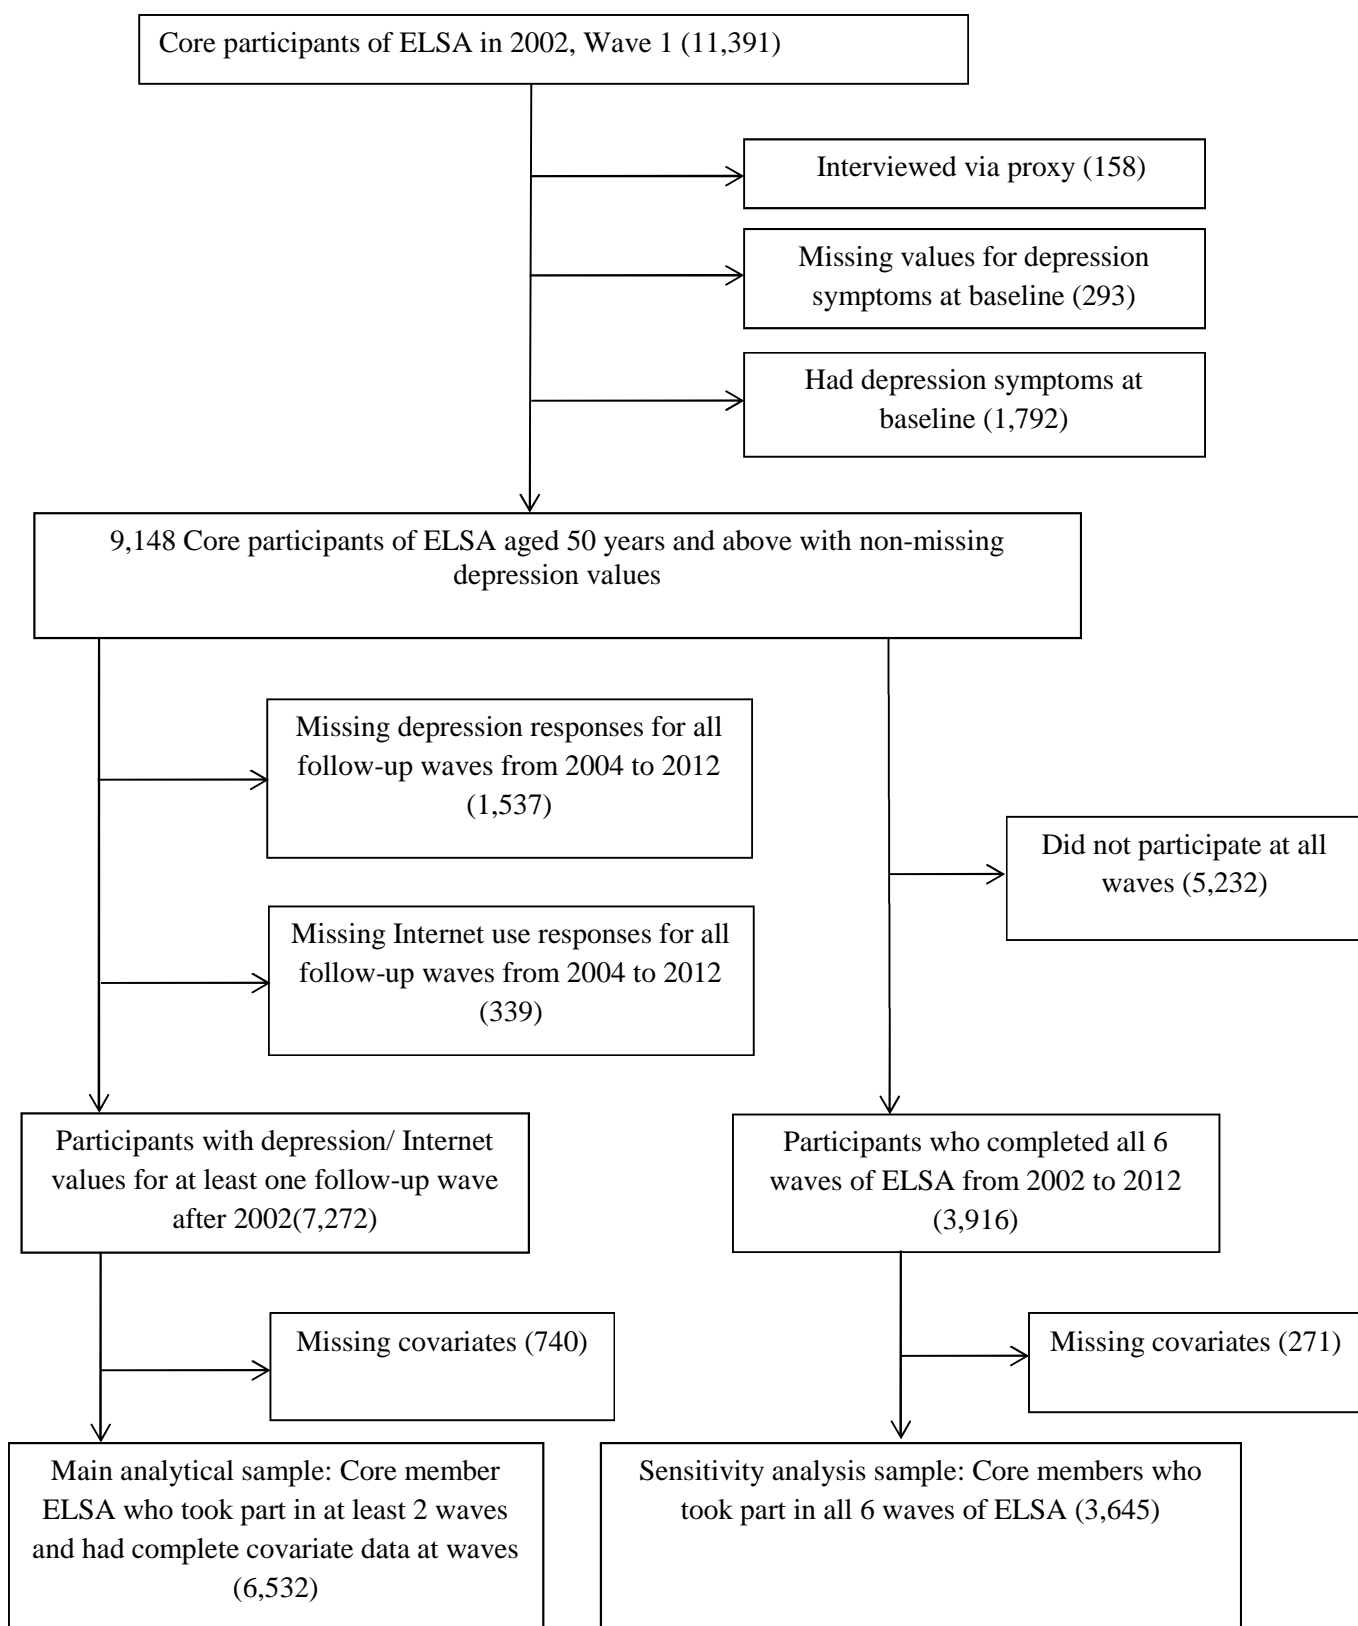 Core participants of ELSA in 2002, Wave 1 (11,391)
Interviewed via proxy (158)
Missing values for depression
symptoms at baseline (293)
Had depression symptoms at
baseline (1,792)
9,148 Core participants of ELSA aged 50 years and above with non-missing
depression values
Missing depression responses for all
follow-up waves from 2004 to 2012
(1,537)
Did not participate at all
waves (5,232)
Missing Internet use responses for all
follow-up waves from 2004 to 2012
(339)
Participants with depression/ Internet
values for at least one follow-up wave
after 2002(7,272)
Participants who completed all 6
waves of ELSA from 2002 to 2012
(3,916)
Missing covariates (740)
Missing covariates (271)
Main analytical sample: Core member
ELSA who took part in at least 2 waves
and had complete covariate data at waves
(6,532)
Sensitivity analysis sample: Core members who
took part in all 6 waves of ELSA (3,645)